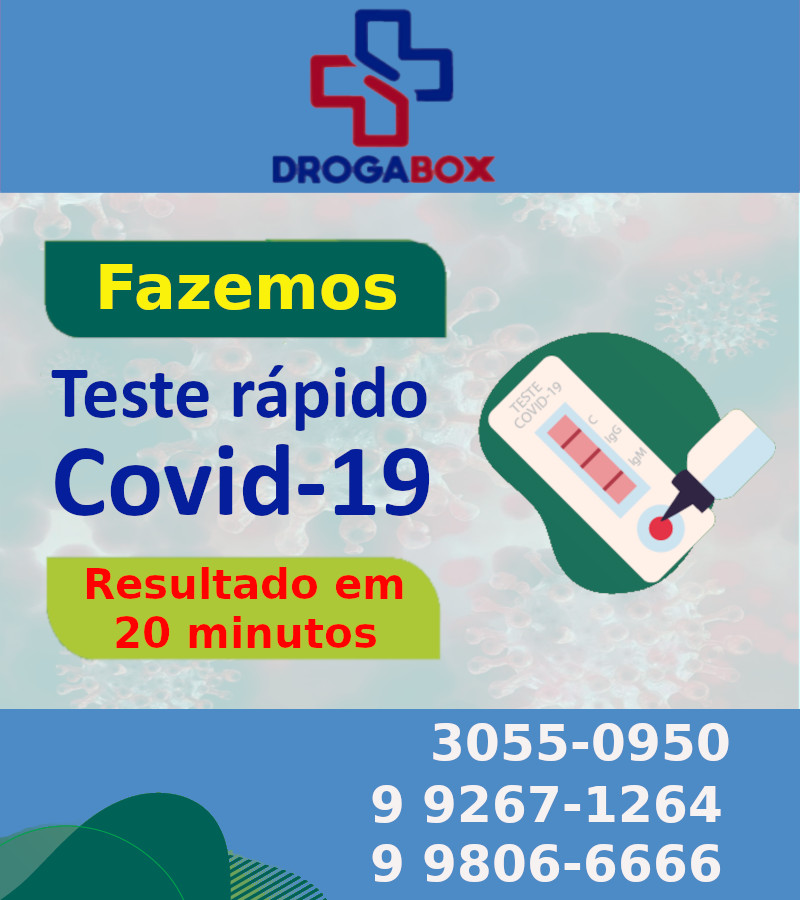 DROGABOX
Fazemos
Teste rápido
Covid-19
Resultado em
20 minutos
TESTE
COVID-19
C
IgG
IgM
3055-0950
9 9267-1264
9 9806-6666